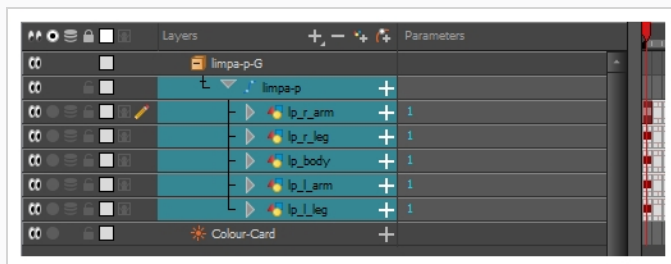 Layers Parameters
limpa-p-G
limpa-p
lp_r_arm 1
lp_r_leg 1
lp_body 1
lp_l_arm 1
lp_l_leg 1
Colour-Card